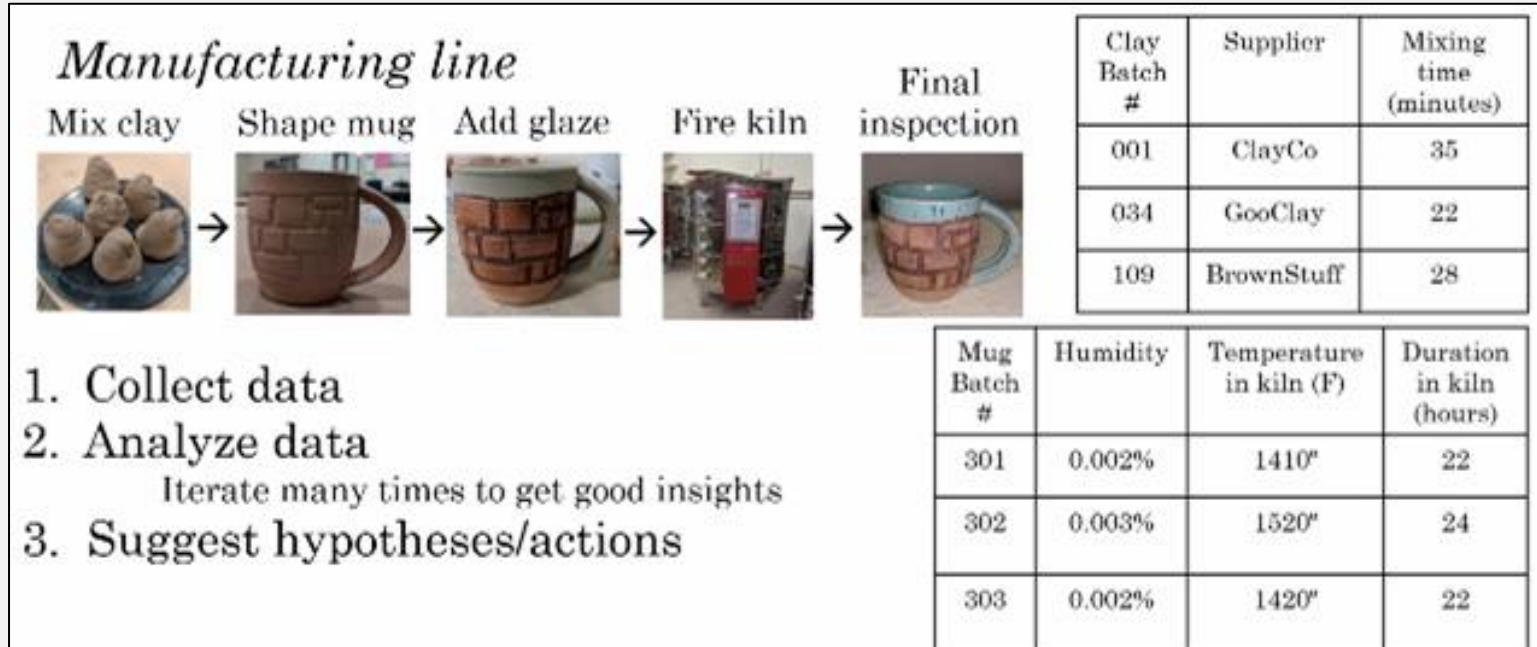 Manufacturing line
Mix clay
Shape mug
Add glaze
Fire kiln
Final
inspection
→ → → →
1. Collect data
2. Analyze data
Iterate many times to get good insights
3. Suggest hypotheses/actions
Clay
Batch
#
Supplier
Mixing
time
(minutes)
001 ClayCo 35
034 GooClay 22
109 BrownStuff 28
Mug
Batch
#
Humidity
Temperature
in kiln (F)
Duration
in kiln
(hours)
301 0.002% 1410" 22
302 0.003% 1520" 24
303 0.002% 1420" 22